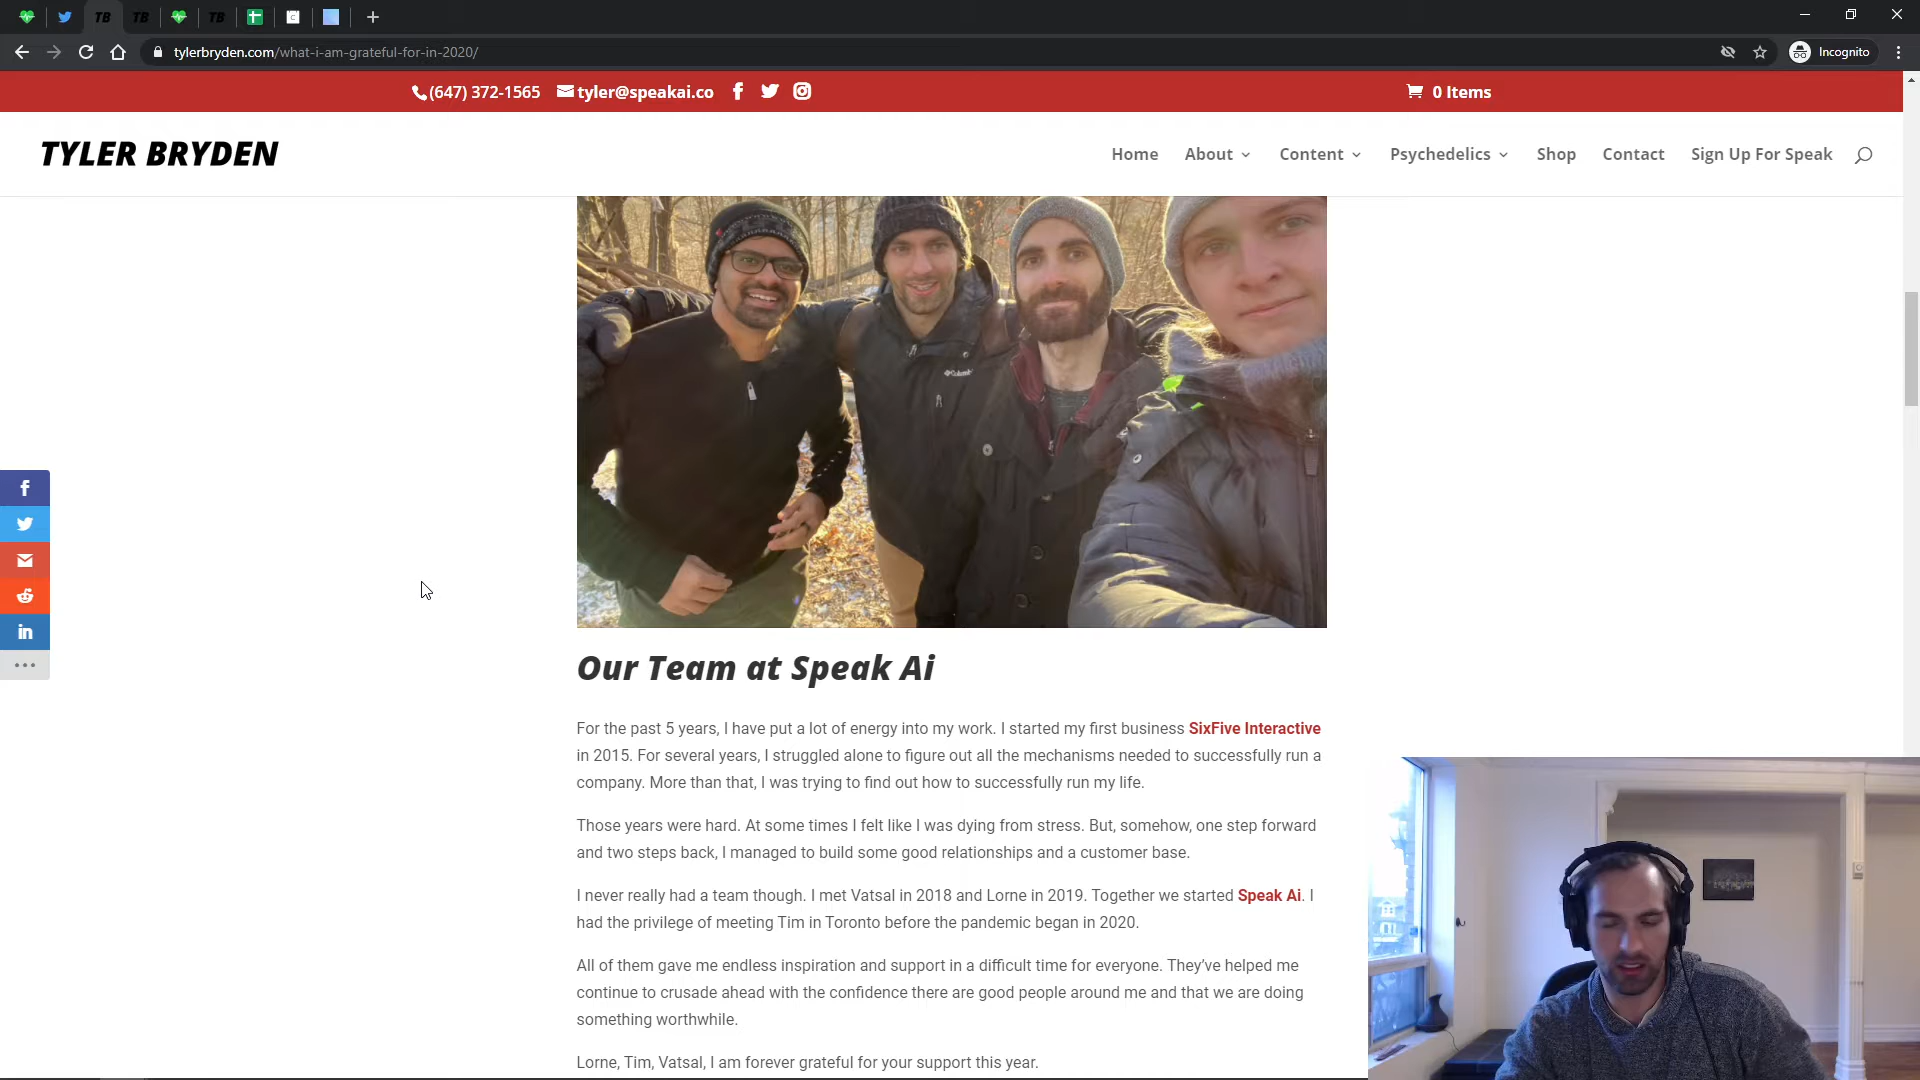 TB
TB
TB
tylerbryden.com/what-i-am-grateful-for-in-2020/
Incognito
(647) 372-1565
tyler@speakai.co
0 Items
TYLER BRYDEN
Home
About
Content
Psychedelics
Shop
Contact
Sign Up For Speak
Columbia
Our Team at Speak Ai
For the past 5 years, I have put a lot of energy into my work. I started my first business SixFive Interactive
in 2015. For several years, I struggled alone to figure out all the mechanisms needed to successfully run a
company. More than that, I was trying to find out how to successfully run my life.
Those years were hard. At some times I felt like I was dying from stress. But, somehow, one step forward
and two steps back, I managed to build some good relationships and a customer base.
I never really had a team though. I met Vatsal in 2018 and Lorne in 2019. Together we started Speak Ai. I
had the privilege of meeting Tim in Toronto before the pandemic began in 2020.
All of them gave me endless inspiration and support in a difficult time for everyone. They’ve helped me
continue to crusade ahead with the confidence there are good people around me and that we are doing
something worthwhile.
Lorne, Tim, Vatsal, I am forever grateful for your support this year.